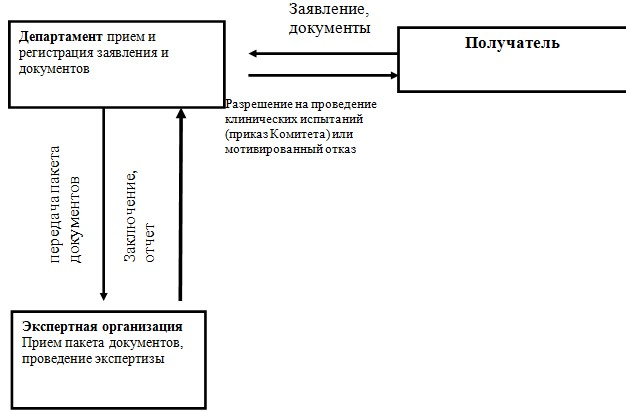 Департамент прием и
регистрация заявления и
документов
Заявление,
документы
Получатель
Разрешение на проведение
клинических испытаний
(приказ Комитета) или
мотивированный отказ
передача пакета
документов
Заключение,
отчет
Экспертная организация
Прием пакета документов,
проведение экспертизы